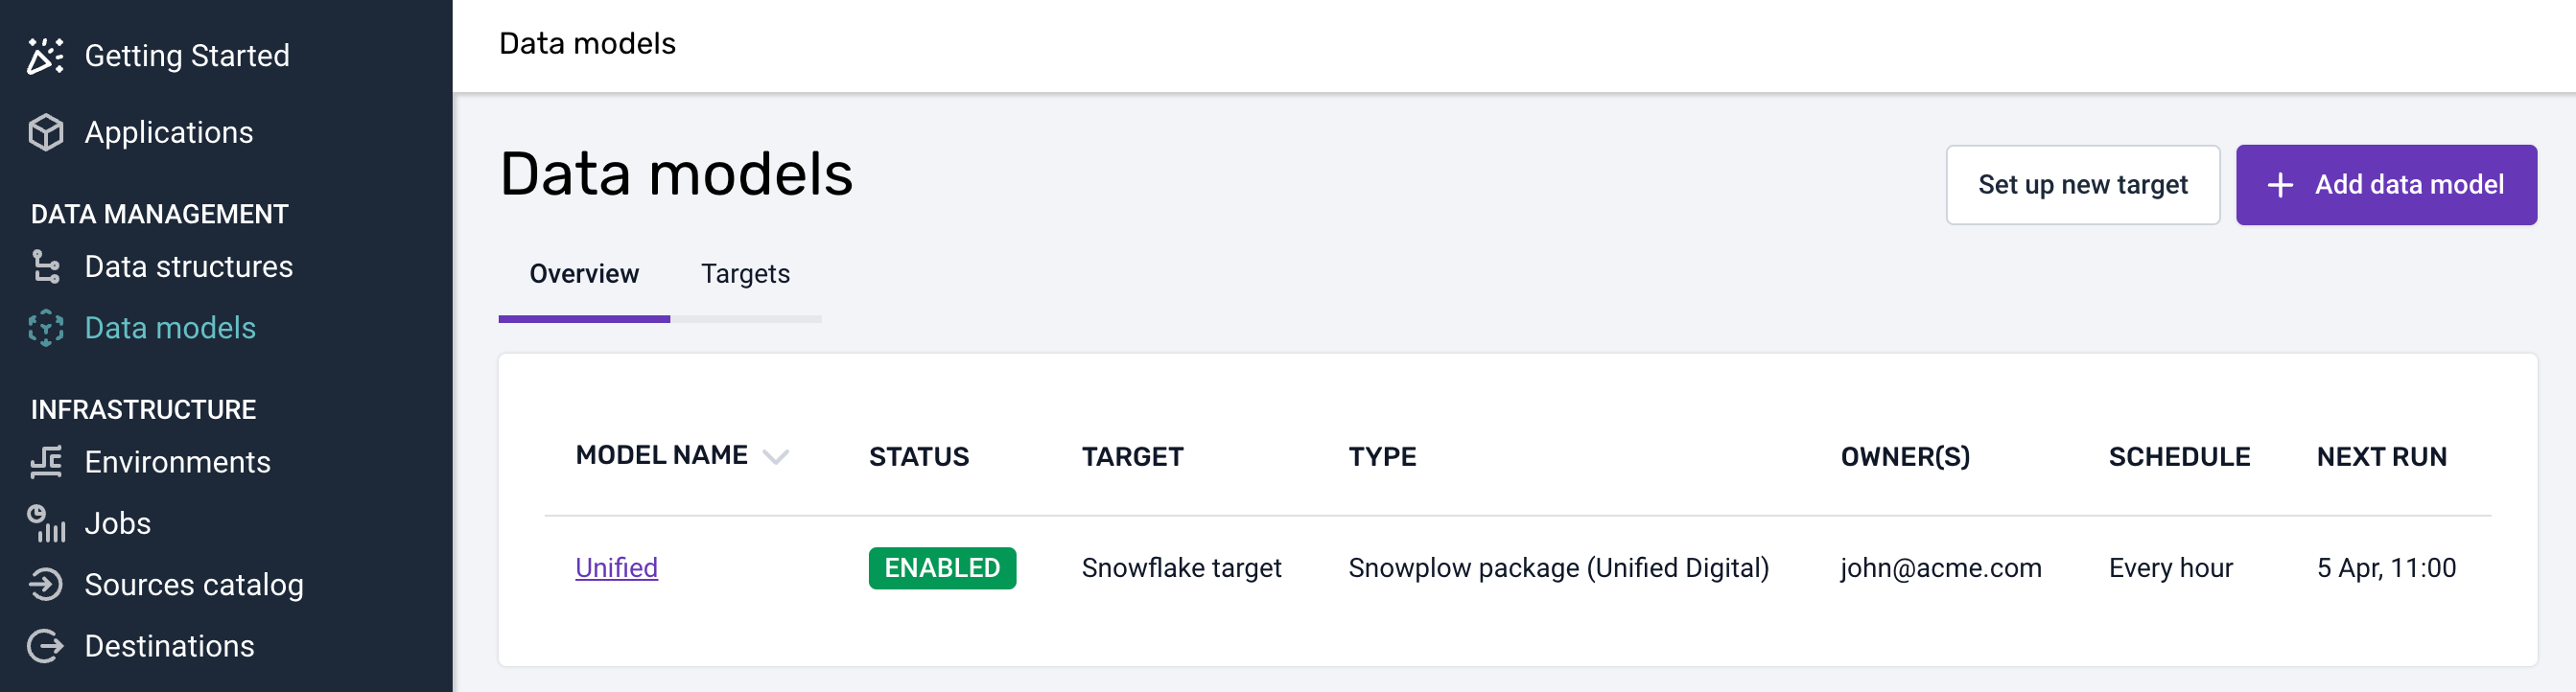 Getting Started
Applications
DATA MANAGEMENT
Data structures
Data models
INFRASTRUCTURE
Environments
Jobs
Sources catalog
Destinations
Data models
Data models
Set up new target
+ Add data model
Overview Targets
MODEL NAME STATUS TARGET TYPE OWNER(S) SCHEDULE NEXT RUN
Unified ENABLED Snowflake target Snowplow package (Unified Digital) john@acme.com Every hour 5 Apr, 11:00